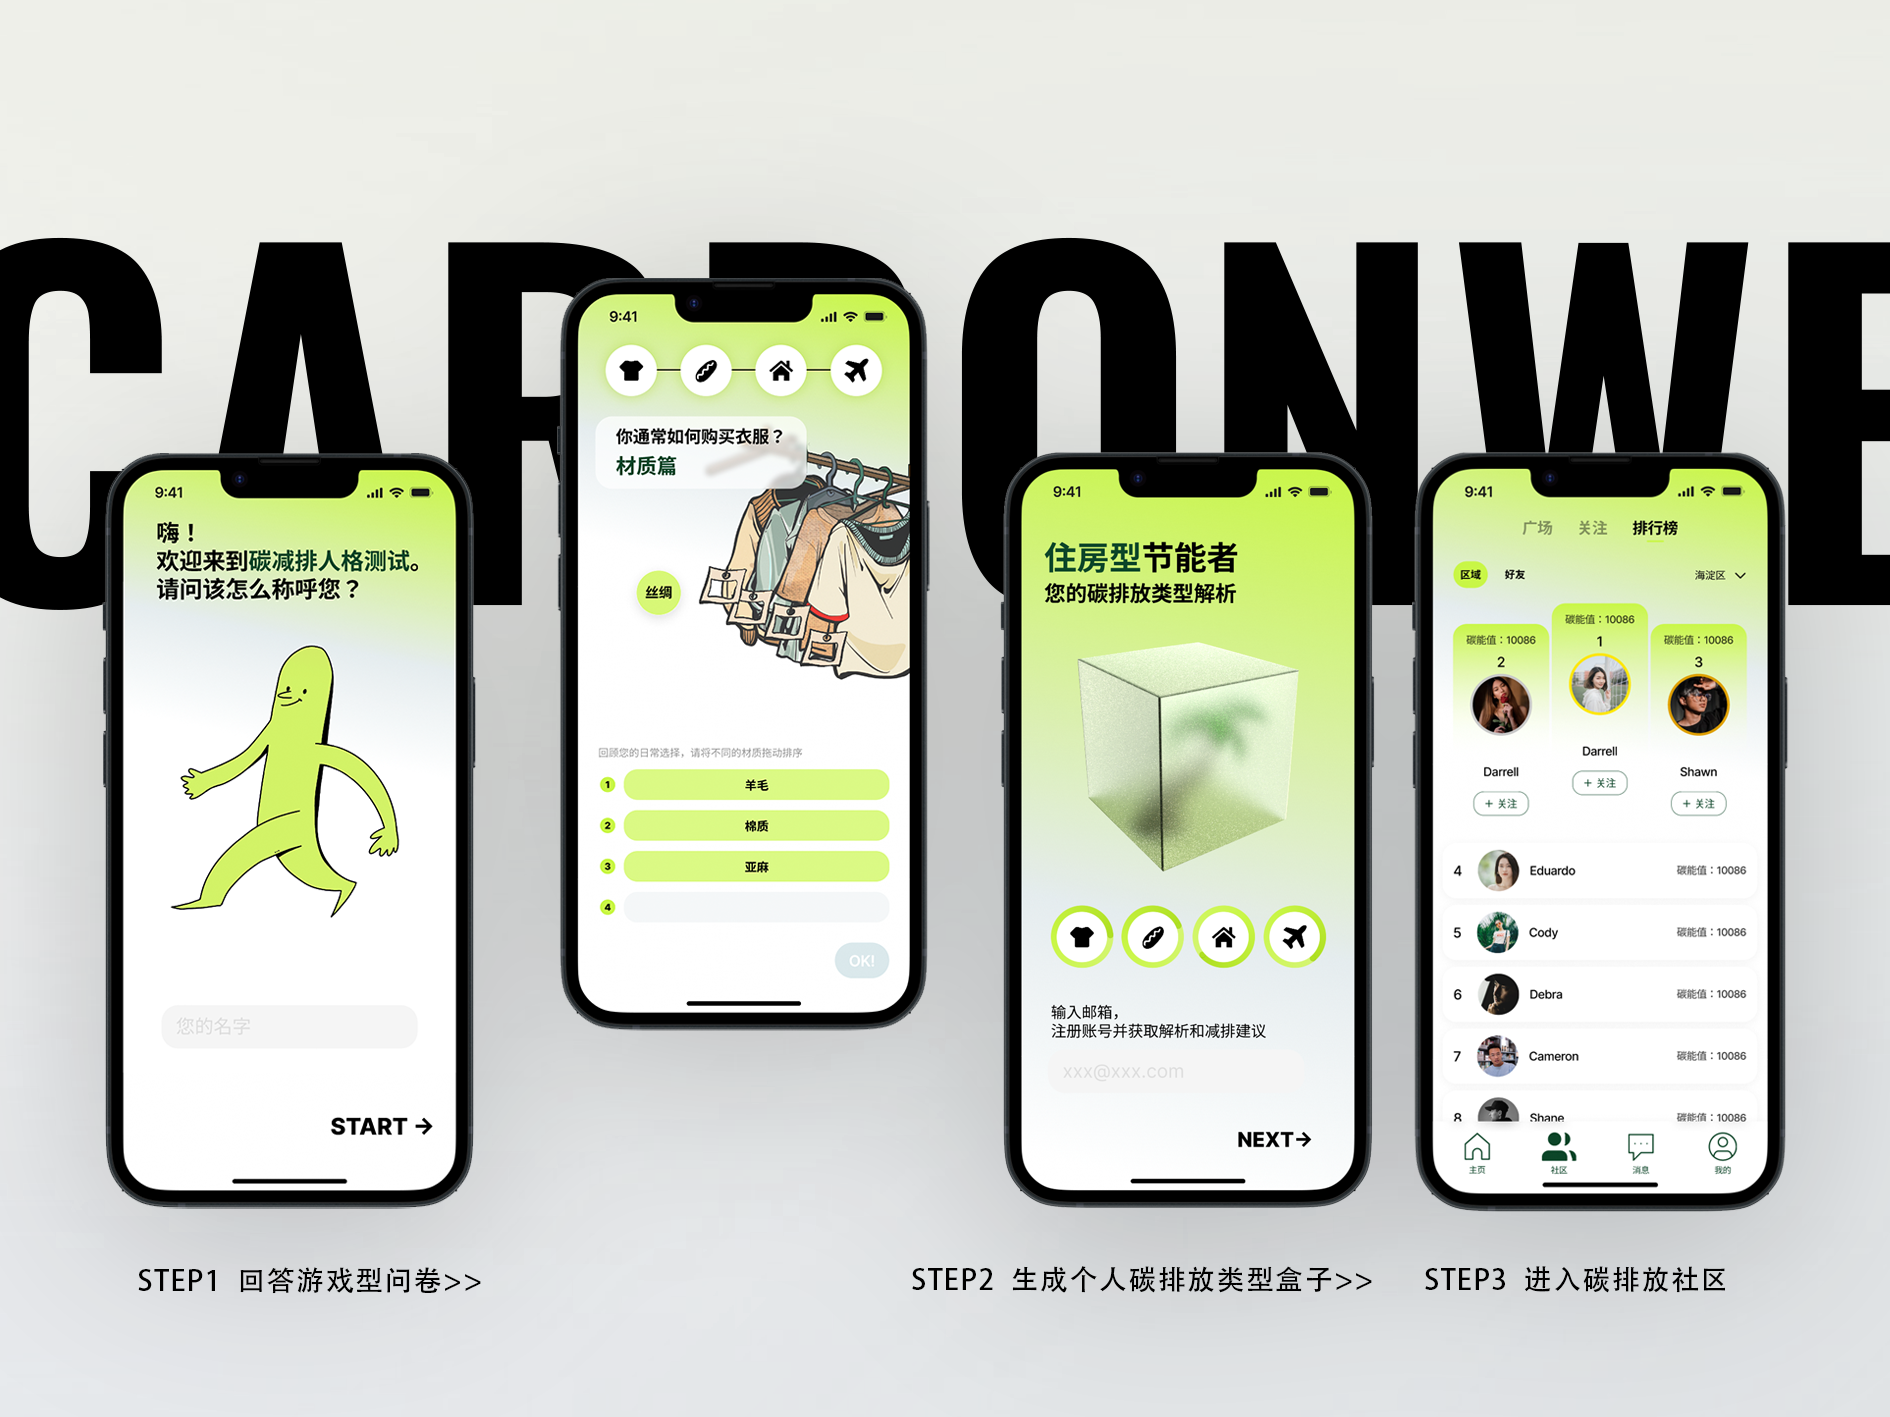 CARBONWE
9:41
嗨！
欢迎来到碳减排人格测试。
请问该怎么称呼您？
您的名字
START →
9:41
你通常如何购买衣服？
材质篇
丝绸
回顾您的日常选择，请将不同的材质拖动排序
1 羊毛
2 棉质
3 亚麻
4
OK!
9:41
住房型节能者
您的碳排放类型解析
输入邮箱，
注册账号并获取解析和减排建议
xxx@xxx.com
NEXT→
9:41
广场 关注 排行榜
区域 好友 海淀区
碳能值：10086
1
Darrell
+ 关注
碳能值：10086
2
Darrell
+ 关注
碳能值：10086
3
Shawn
+ 关注
4 Eduardo 碳能值：10086
5 Cody 碳能值：10086
6 Debra 碳能值：10086
7 Cameron 碳能值：10086
8 Shane 碳能值：10086
主页 社区 消息 我的
STEP1 回答游戏型问卷>>
STEP2 生成个人碳排放类型盒子>>
STEP3 进入碳排放社区